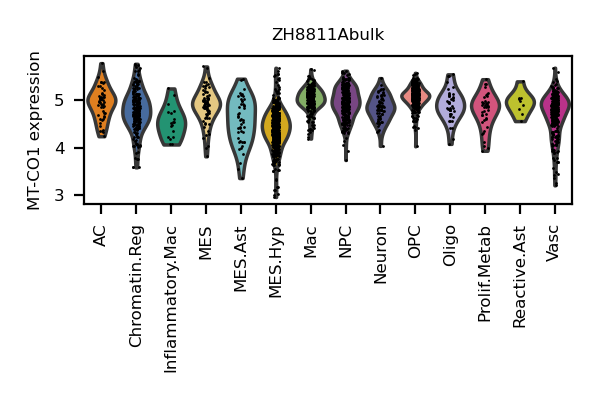 ZH8811Abulk
MT-CO1 expression
5
4
3
AC
Chromatin.Reg
Inflammatory.Mac
MES
MES.Ast
MES.Hyp
Mac
NPC
Neuron
OPC
Oligo
Prolif.Metab
Reactive.Ast
Vasc